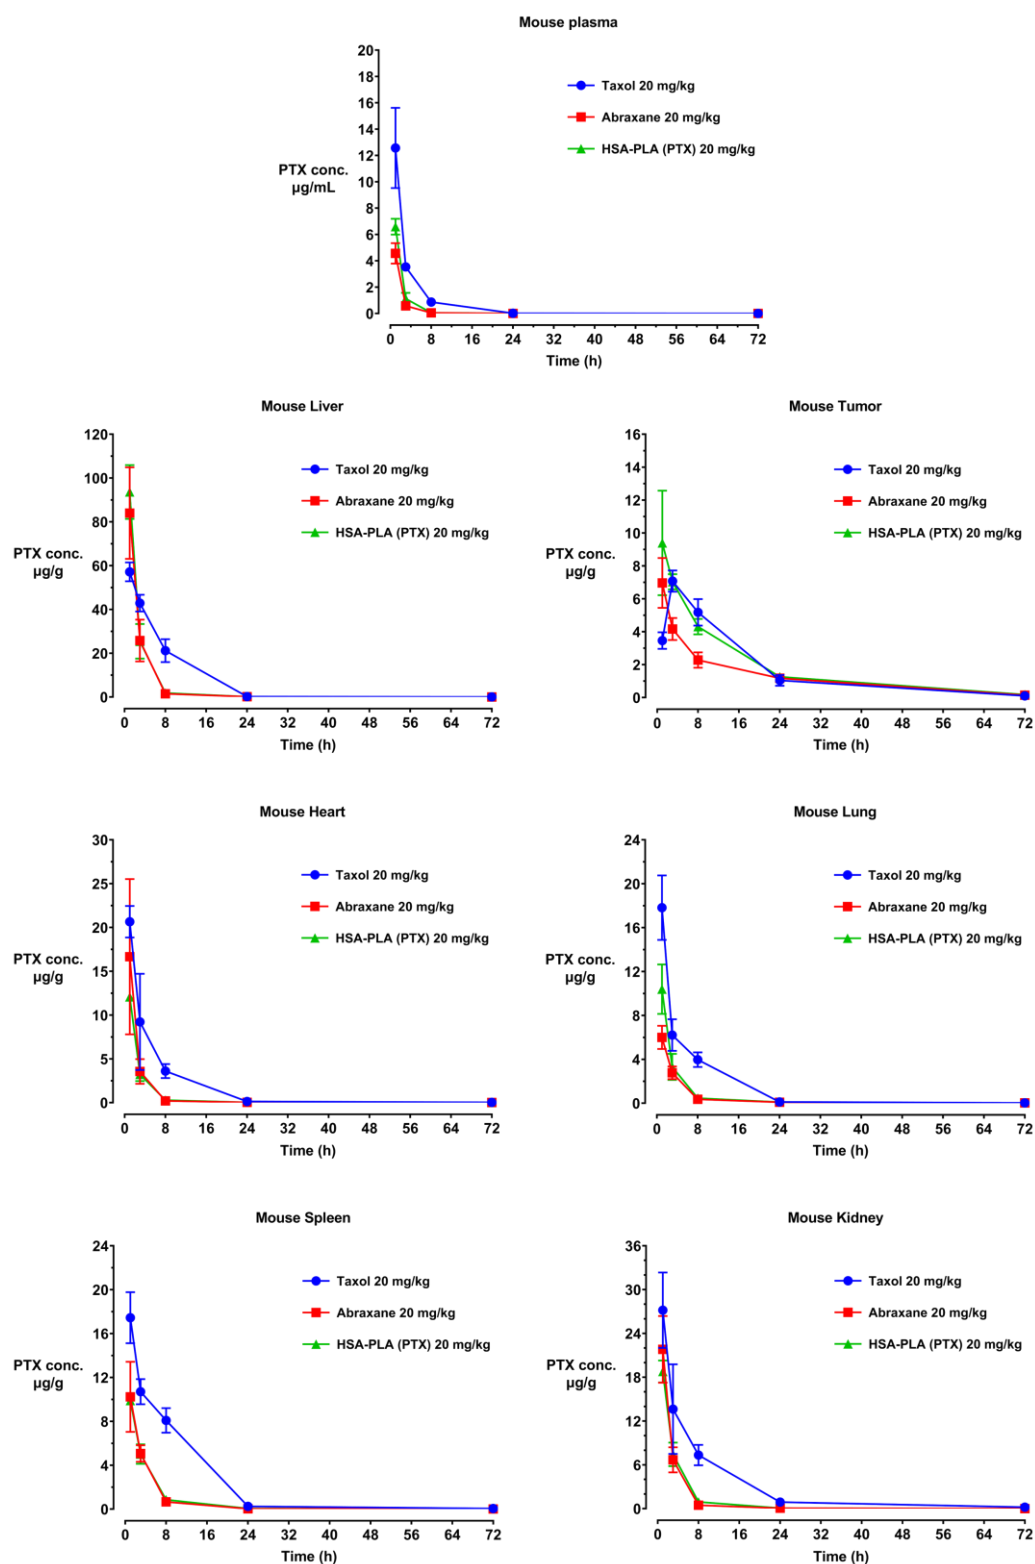 Mouse plasma
20
18
16
14
12
10
8
6
4
2
0
PTX conc.
µg/mL
Taxol 20 mg/kg
Abraxane 20 mg/kg
HSA-PLA (PTX) 20 mg/kg
0 8 16 24 32 40 48 56 64 72
Time (h)
Mouse Liver
120
100
80
60
40
20
0
PTX conc.
µg/g
Taxol 20 mg/kg
Abraxane 20 mg/kg
HSA-PLA (PTX) 20 mg/kg
0 8 16 24 32 40 48 56 64 72
Time (h)
Mouse Tumor
16
14
12
10
8
6
4
2
0
PTX conc.
µg/g
Taxol 20 mg/kg
Abraxane 20 mg/kg
HSA-PLA (PTX) 20 mg/kg
0 8 16 24 32 40 48 56 64 72
Time (h)
Mouse Heart
30
25
20
15
10
5
0
PTX conc.
µg/g
Taxol 20 mg/kg
Abraxane 20 mg/kg
HSA-PLA (PTX) 20 mg/kg
0 8 16 24 32 40 48 56 64 72
Time (h)
Mouse Lung
24
20
16
12
8
4
0
PTX conc.
µg/g
Taxol 20 mg/kg
Abraxane 20 mg/kg
HSA-PLA (PTX) 20 mg/kg
0 8 16 24 32 40 48 56 64 72
Time (h)
Mouse Spleen
24
20
16
12
8
4
0
PTX conc.
µg/g
Taxol 20 mg/kg
Abraxane 20 mg/kg
HSA-PLA (PTX) 20 mg/kg
0 8 16 24 32 40 48 56 64 72
Time (h)
Mouse Kidney
36
30
24
18
12
6
0
PTX conc.
µg/g
Taxol 20 mg/kg
Abraxane 20 mg/kg
HSA-PLA (PTX) 20 mg/kg
0 8 16 24 32 40 48 56 64 72
Time (h)